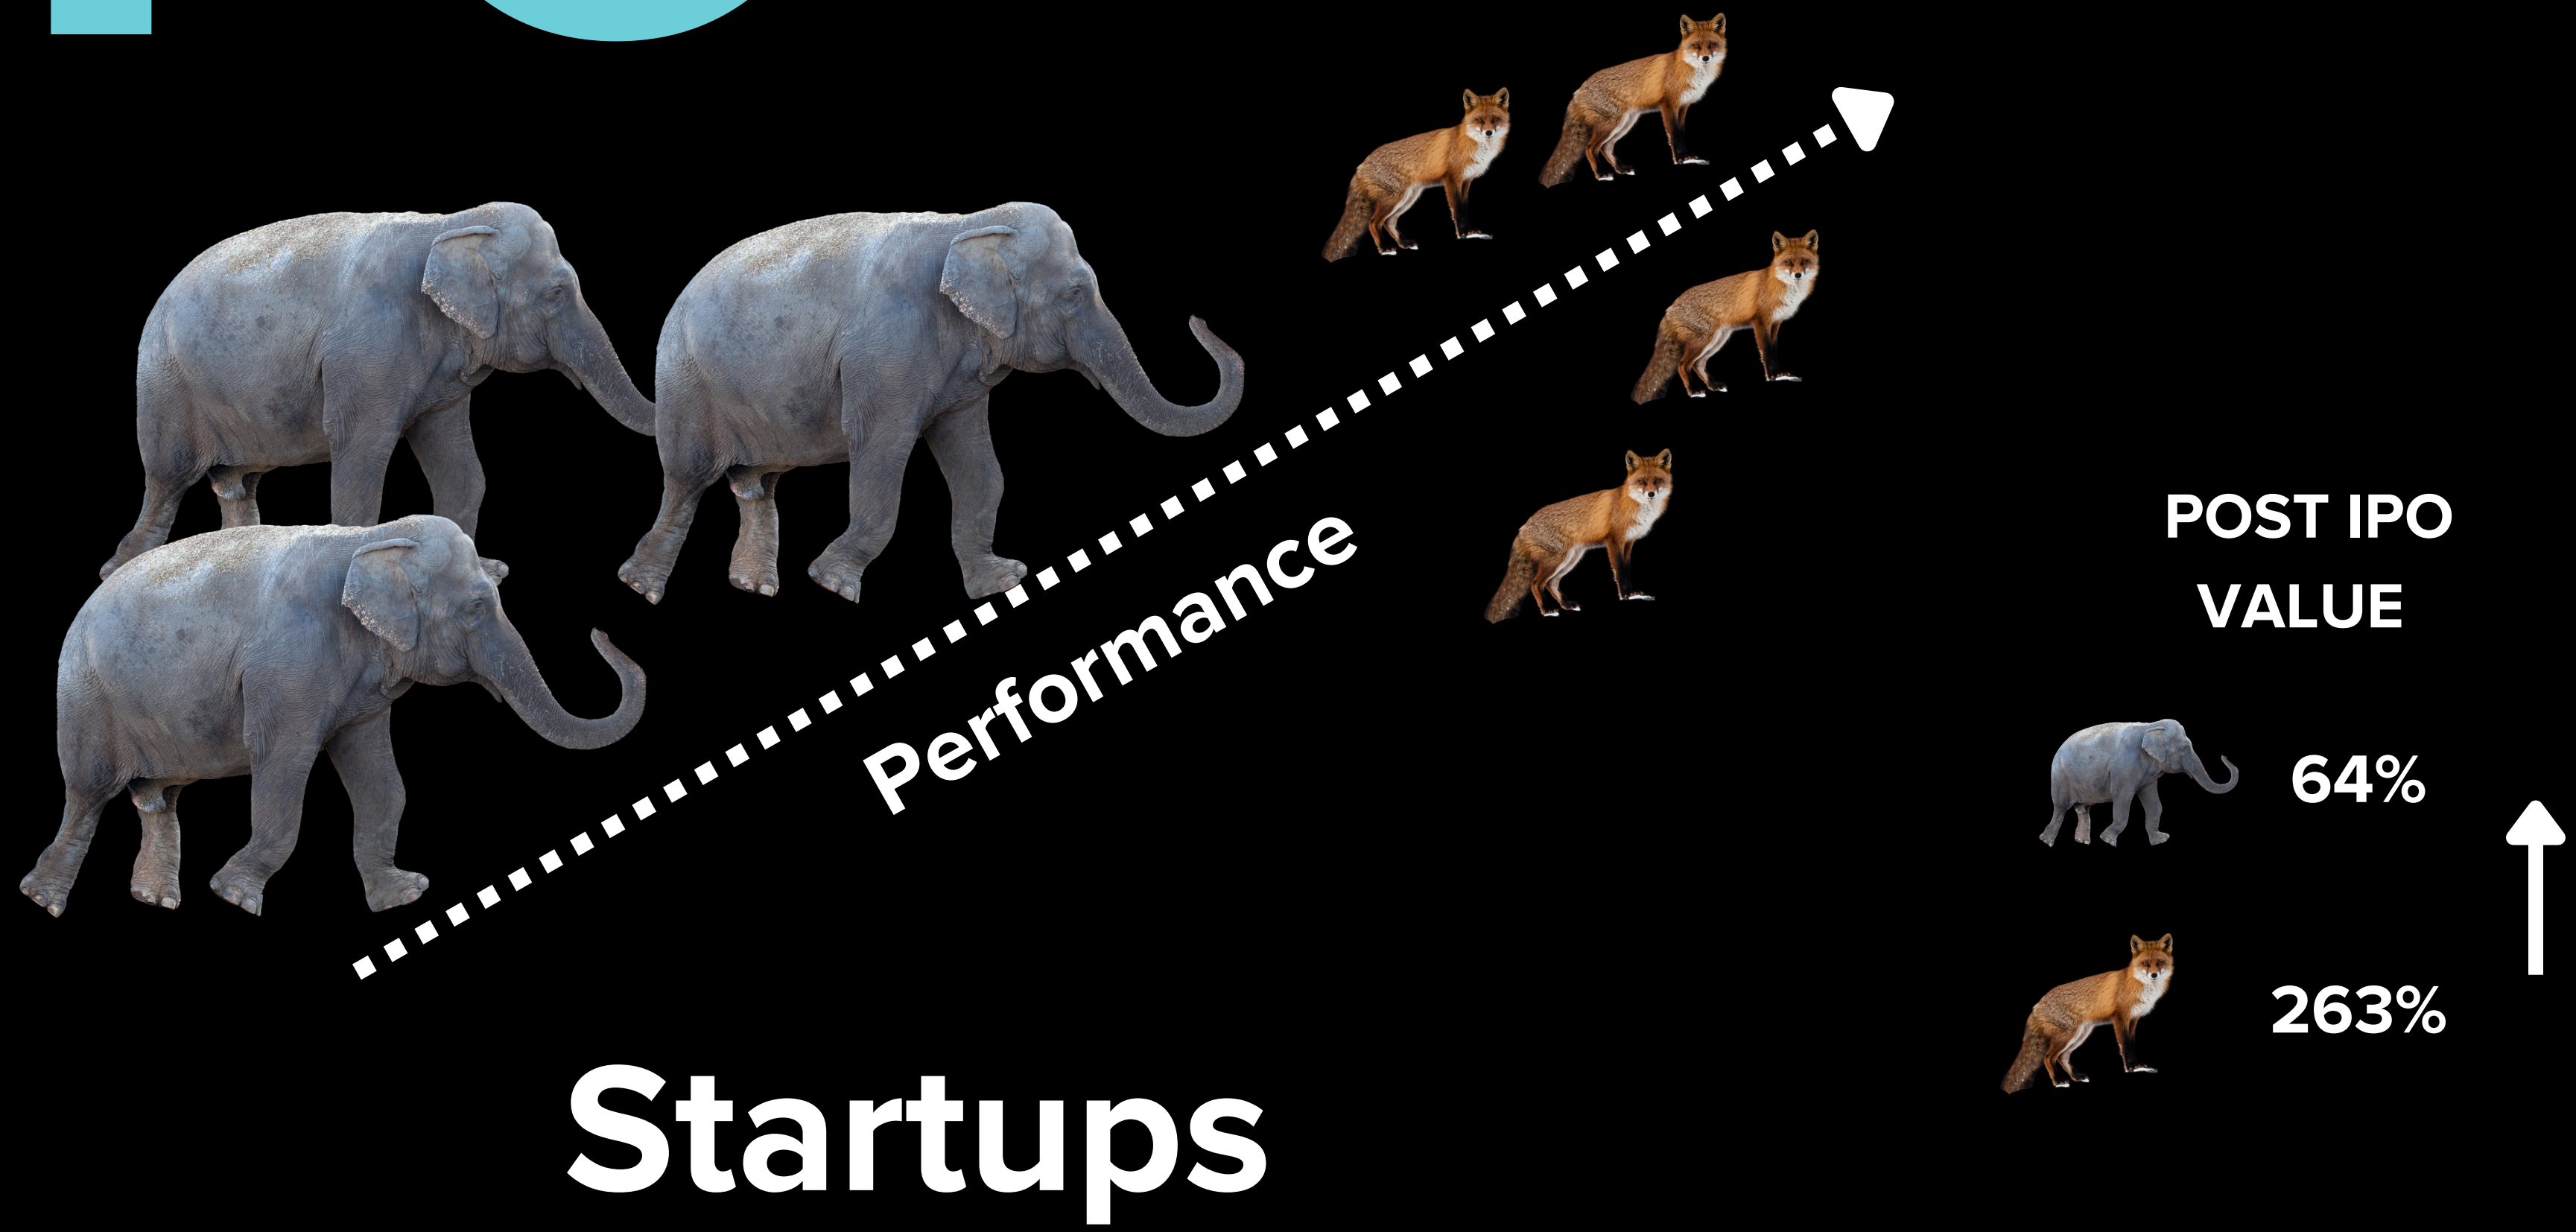 Performance
POST IPO
VALUE
64%
263%
Startups